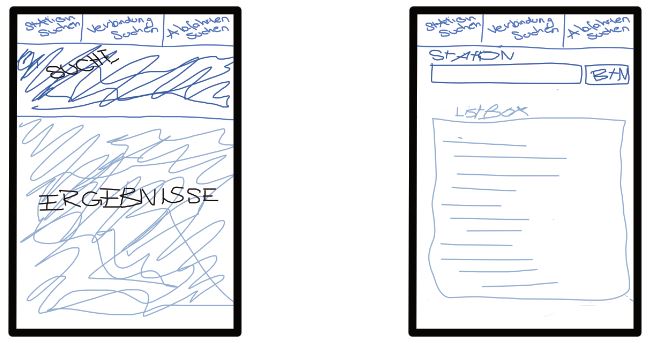 Station Suchen
Verbindung Suchen
Abfahrten Suchen
SUCHE
ERGEBNISSE
Station Suchen
Verbindung Suchen
Abfahrten Suchen
STATION
BTN
ListBox